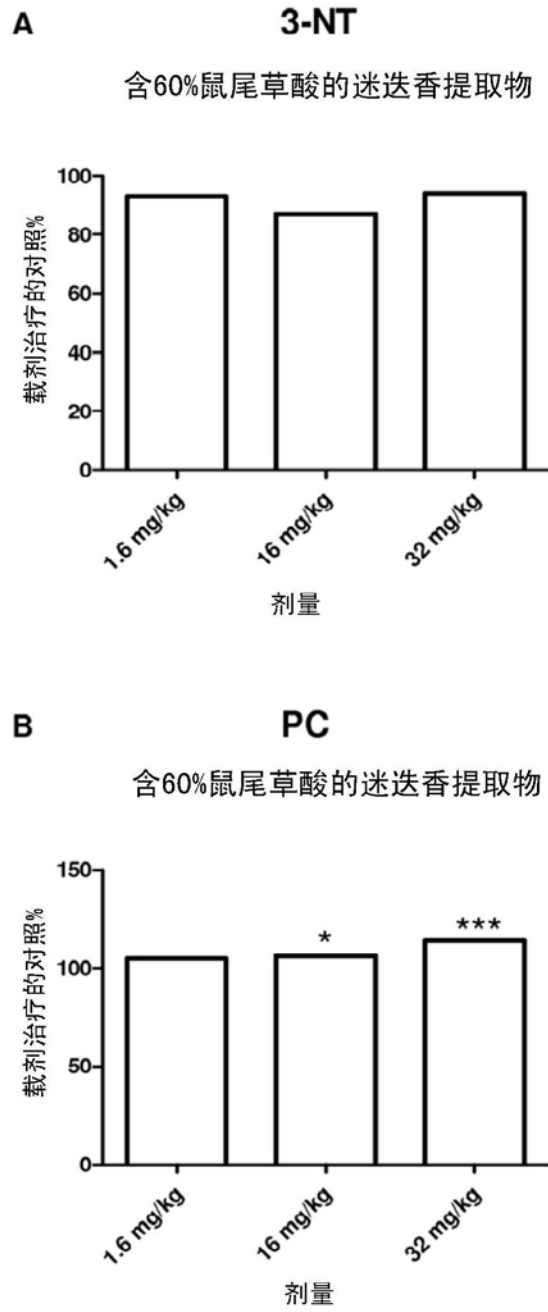 A
3-NT
含60%鼠尾草酸的迷迭香提取物
载剂治疗的对照%
100
80
60
40
20
0
1.6 mg/kg
16 mg/kg
32 mg/kg
剂量
B
PC
含60%鼠尾草酸的迷迭香提取物
载剂治疗的对照%
150
100
50
0
*
***
1.6 mg/kg
16 mg/kg
32 mg/kg
剂量